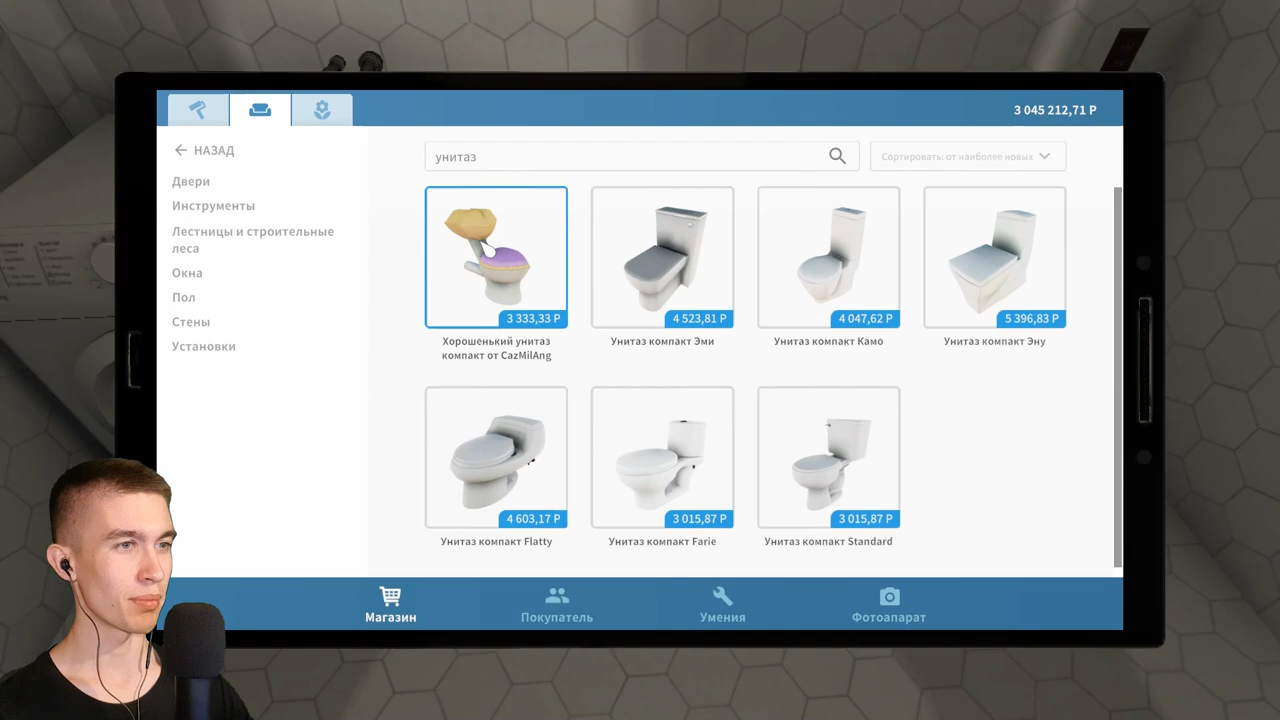 3 045 212,71 Р
НАЗАД
Двери
Инструменты
Лестницы и строительные
леса
Окна
Пол
Стены
Установки
унитаз
Сортировать: от наиболее новых
3 333,33 Р
4 523,81 Р
4 047,62 Р
5 396,83 Р
Хорошенький унитаз
компакт от CazMilAng
Унитаз компакт Эми
Унитаз компакт Камо
Унитаз компакт Эну
4 603,17 Р
3 015,87 Р
3 015,87 Р
Унитаз компакт Flatty
Унитаз компакт Farie
Унитаз компакт Standard
Магазин
Покупатель
Умения
Фотоапарат